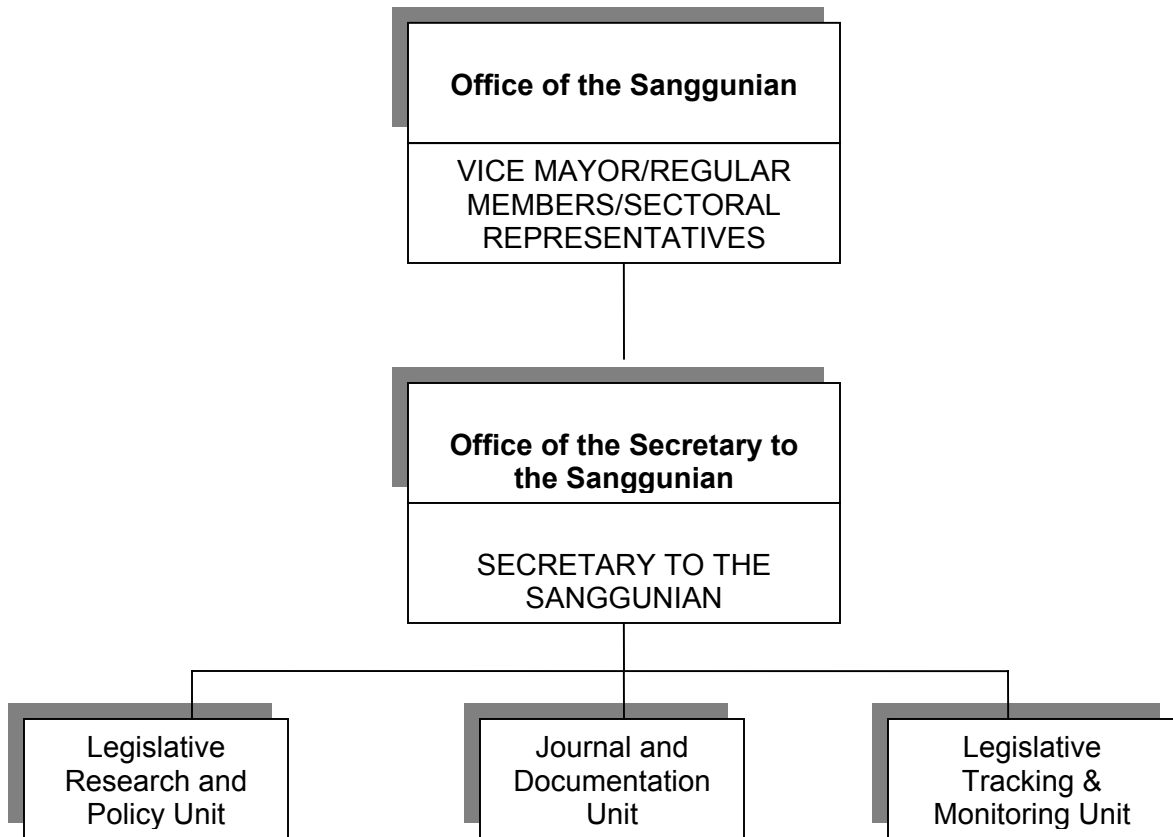 Office of the Sanggunian
VICE MAYOR/REGULAR
MEMBERS/SECTORAL
REPRESENTATIVES
Office of the Secretary to
the Sanggunian
SECRETARY TO THE
SANGGUNIAN
Legislative
Research and
Policy Unit
Journal and
Documentation
Unit
Legislative
Tracking &
Monitoring Unit